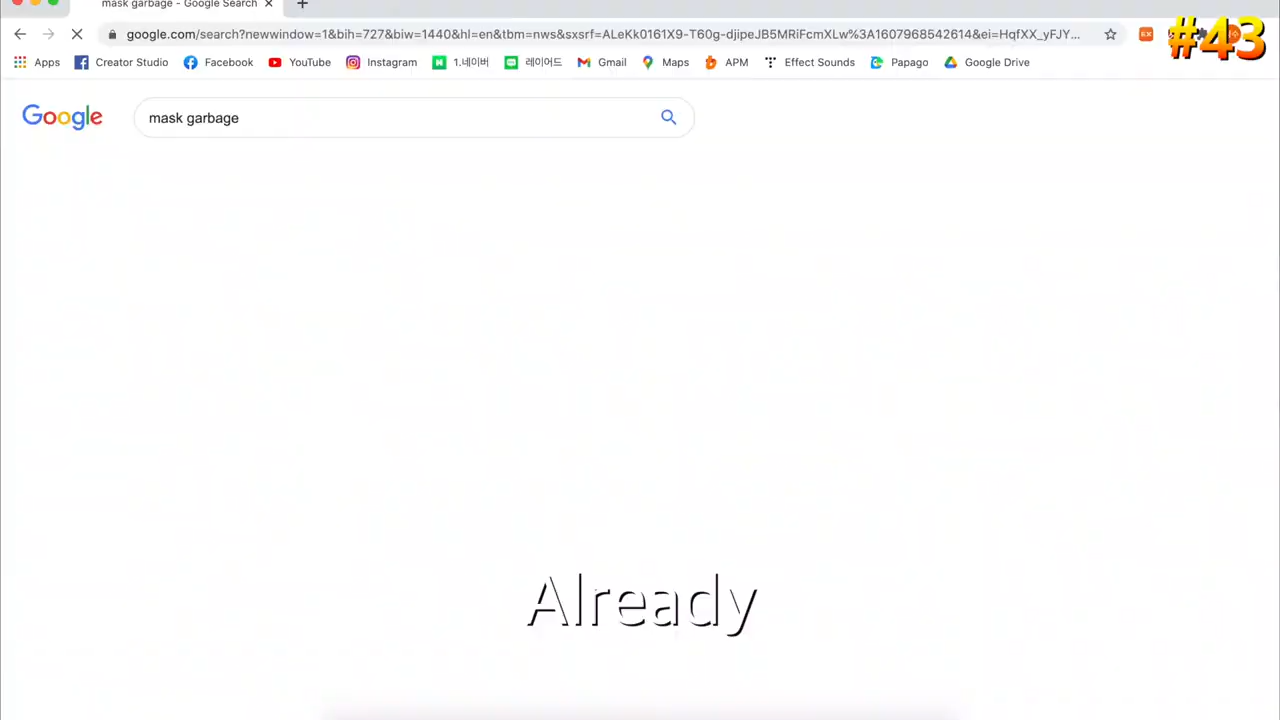 mask garbage - Google Search
#43
google.com/search?newwindow=1&bih=727&biw=1440&hl=en&tbm=nws&sxsrf=ALeKk0161X9-T60g-djipeJB5MRiFcmXLw%3A1607968542614&ei=HqfXX_yFJY...
EX
Apps Creator Studio Facebook YouTube Instagram 1.네이버 레이어드 Gmail Maps APM Effect Sounds Papago Google Drive
Google mask garbage
Already